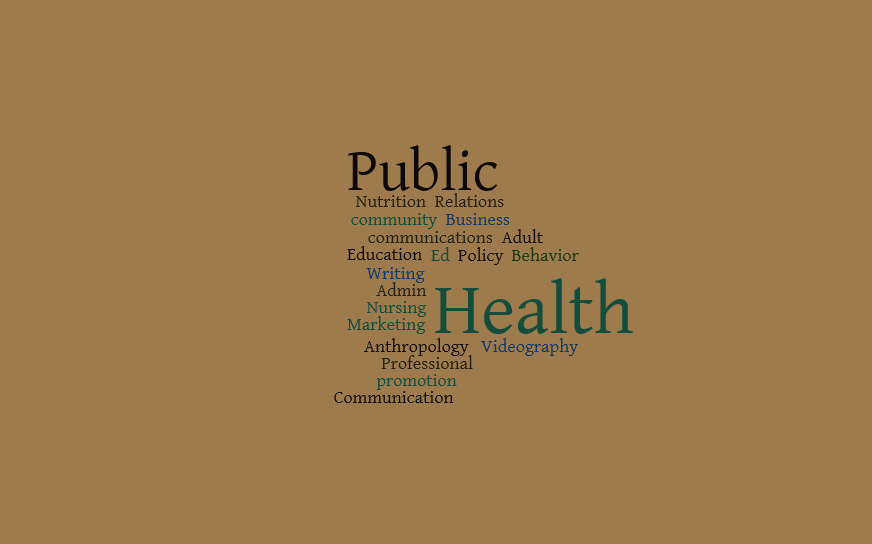 Public
Nutrition Relations
community Business
communications Adult
Education Ed Policy Behavior
Writing
Admin
Health
Nursing
Marketing
Anthropology Videography
Professional
promotion
Communication